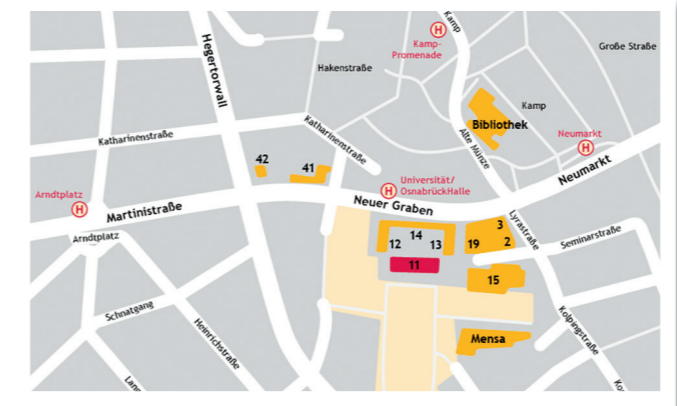 Kamp
H
Kamp-
Promenade
Große Straße
Hegertorwall
Hakenstraße
Kamp
Bibliothek
Katharinenstraße
Katharinenstraße
Alte Münze
Neumarkt
H
Neumarkt
42
41
Arndtplatz
H
Universität/
OsnabrückHalle
H
Martinistraße
Neuer Graben
Lyrastraße
Arndtplatz
14
12
13
3
19
2
Seminarstraße
11
15
Schnatgang
Heinrichstraße
Kolpingstraße
Mensa